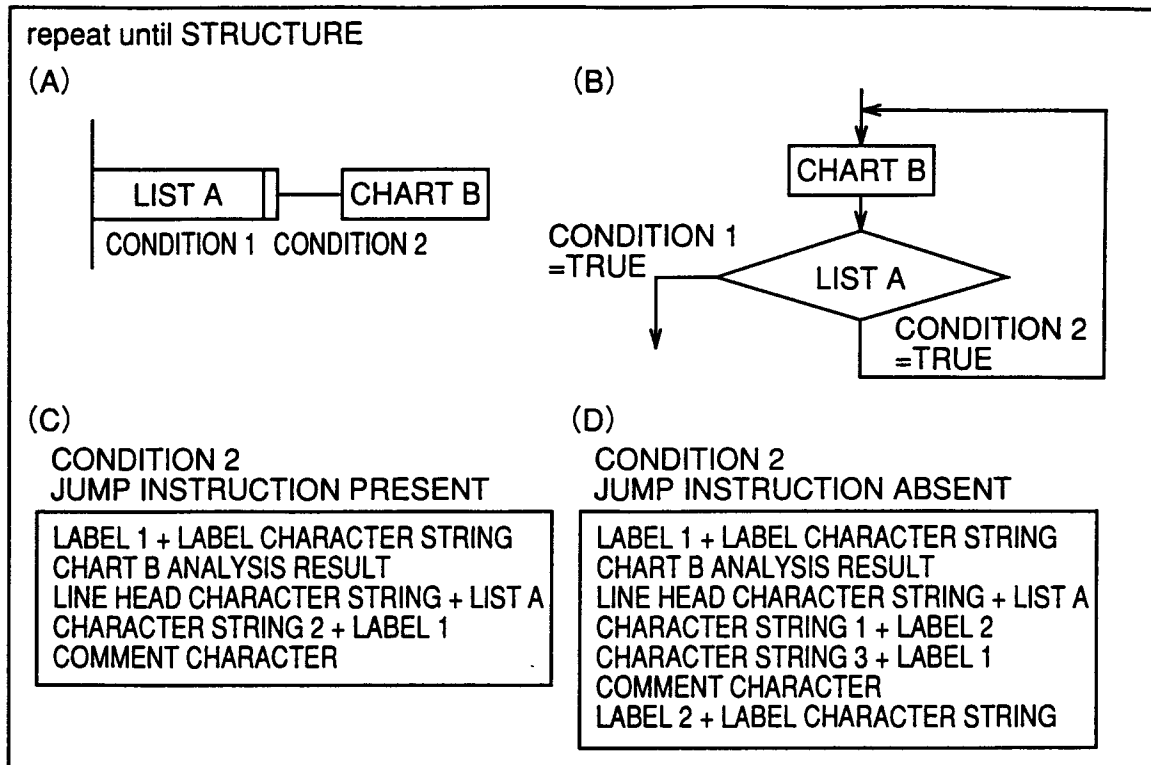 repeat until STRUCTURE
(A)
LIST A
CHART B
CONDITION 1 CONDITION 2
(B)
CHART B
CONDITION 1
=TRUE
LIST A
CONDITION 2
=TRUE
(C)
CONDITION 2
JUMP INSTRUCTION PRESENT
LABEL 1 + LABEL CHARACTER STRING
CHART B ANALYSIS RESULT
LINE HEAD CHARACTER STRING + LIST A
CHARACTER STRING 2 + LABEL 1
COMMENT CHARACTER
(D)
CONDITION 2
JUMP INSTRUCTION ABSENT
LABEL 1 + LABEL CHARACTER STRING
CHART B ANALYSIS RESULT
LINE HEAD CHARACTER STRING + LIST A
CHARACTER STRING 1 + LABEL 2
CHARACTER STRING 3 + LABEL 1
COMMENT CHARACTER
LABEL 2 + LABEL CHARACTER STRING